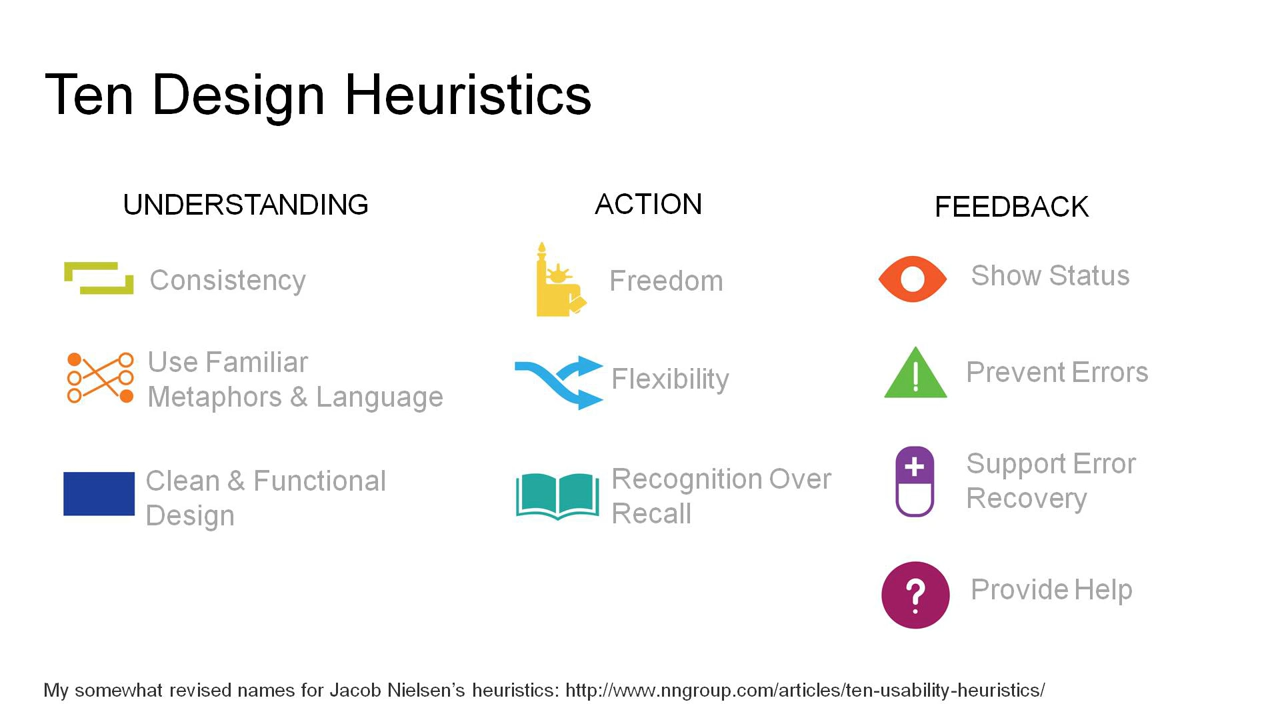 Ten Design Heuristics
UNDERSTANDING
Consistency
Use Familiar
Metaphors & Language
Clean & Functional
Design
ACTION
Freedom
Flexibility
Recognition Over
Recall
FEEDBACK
Show Status
Prevent Errors
Support Error
Recovery
Provide Help
My somewhat revised names for Jacob Nielsen’s heuristics: http://www.nngroup.com/articles/ten-usability-heuristics/